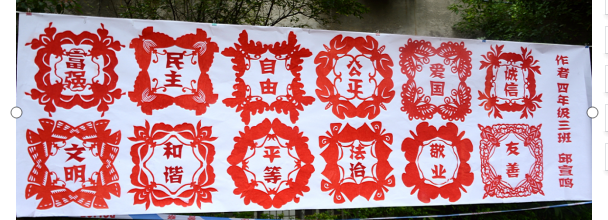 富强 民主 自由 公正 爱国 诚信
文明 和谐 平等 法治 敬业 友善
作者 四年级三班 邱宣鸣